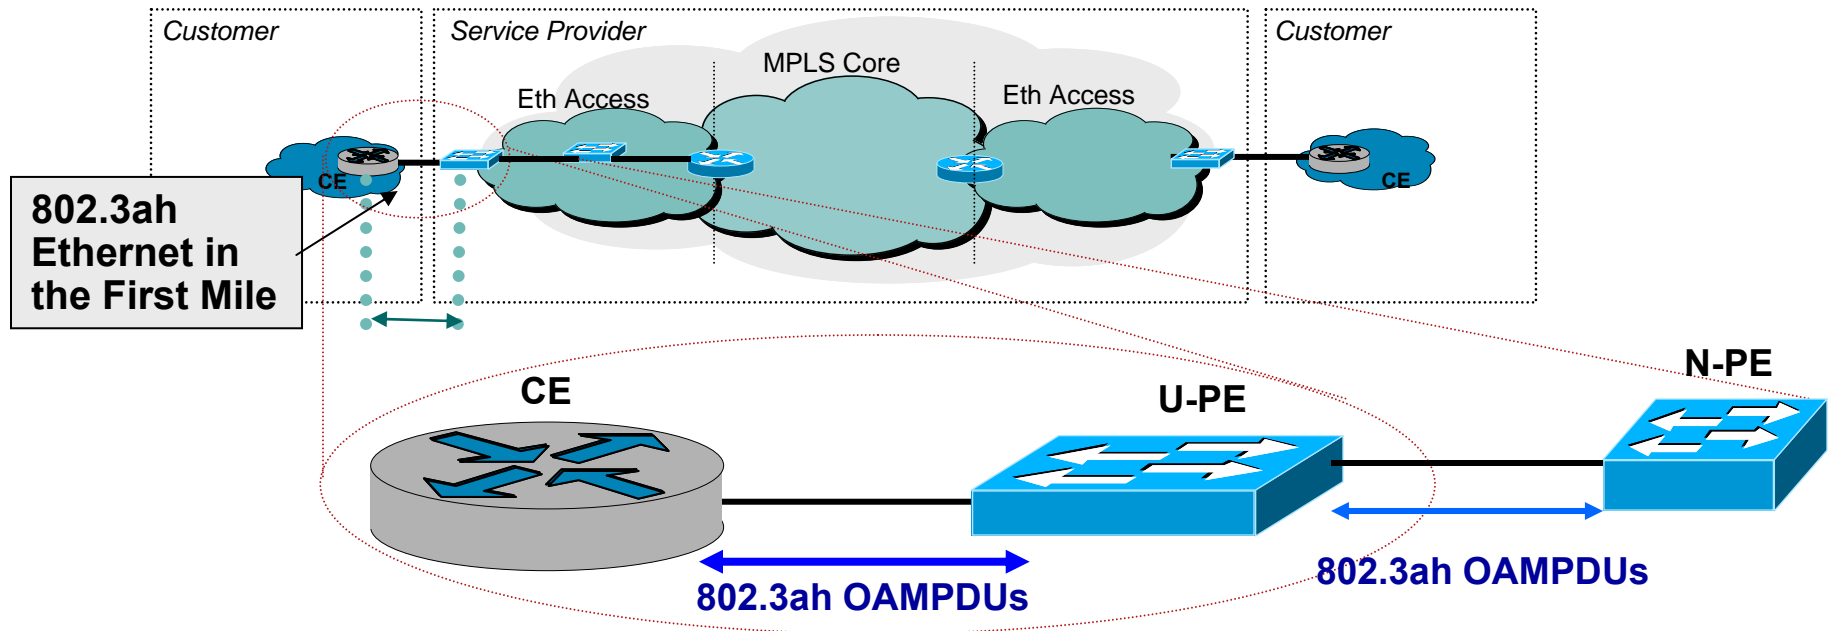 Customer
Service Provider
Customer
MPLS Core
Eth Access
Eth Access
CE
CE
802.3ah
Ethernet in
the First Mile
CE
U-PE
N-PE
802.3ah OAMPDUs
802.3ah OAMPDUs